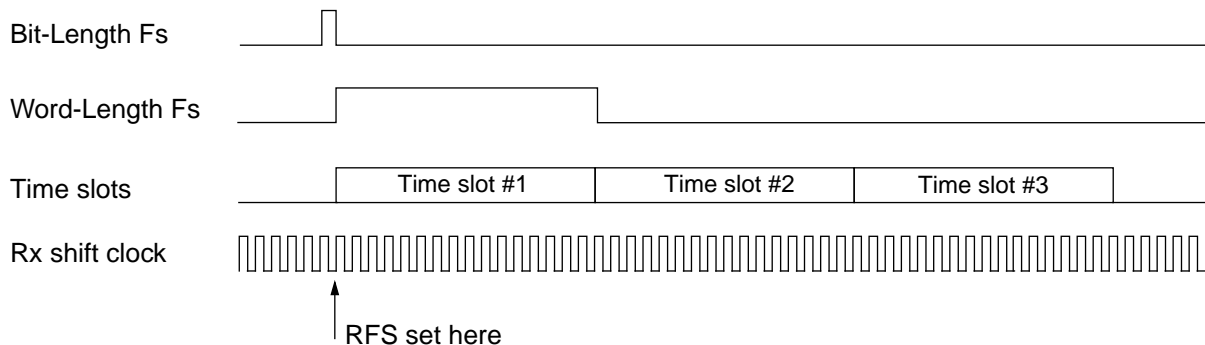 Bit-Length Fs
Word-Length Fs
Time slots
Time slot #1
Time slot #2
Time slot #3
Rx shift clock
RFS set here